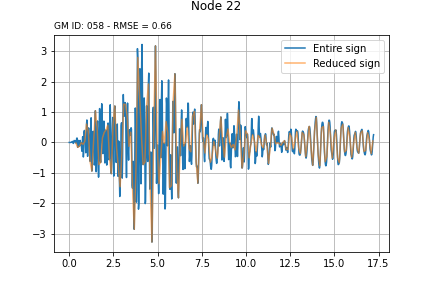 Node 22
GM ID: 058 - RMSE = 0.66
Entire sign
Reduced sign
3
2
1
0
−1
−2
−3
0.0 2.5 5.0 7.5 10.0 12.5 15.0 17.5